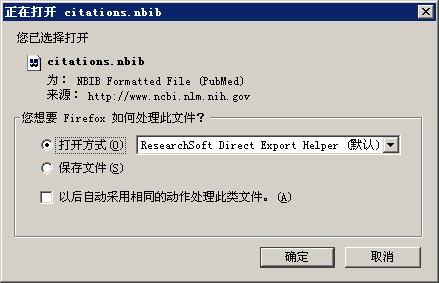 正在打开 citations.nbib
您已选择打开
citations.nbib
为： NBIB Formatted File (PubMed)
来源： http://www.ncbi.nlm.nih.gov
您想要 Firefox 如何处理此文件？
打开方式(O) ResearchSoft Direct Export Helper (默认)
保存文件(S)
以后自动采用相同的动作处理此类文件。(A)
确定 取消